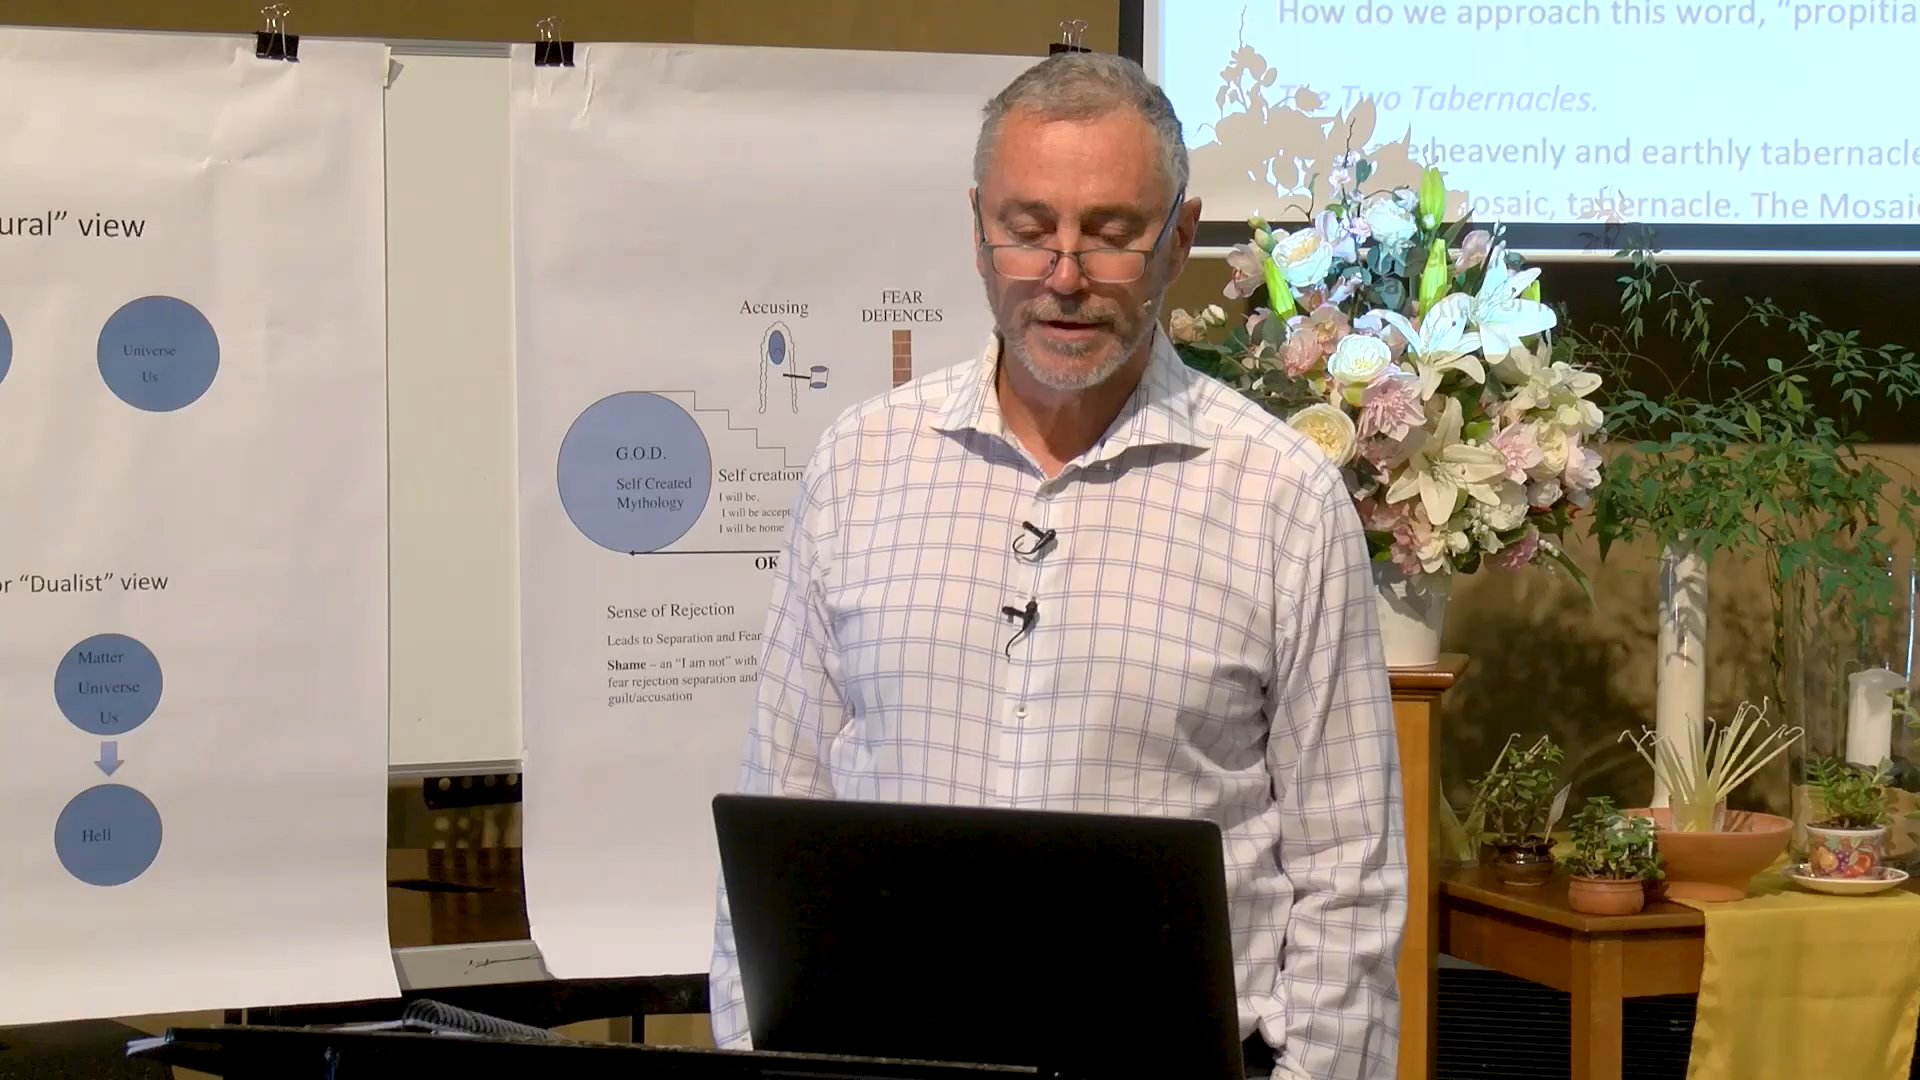 ural” view
Universe
Us
r “Dualist” view
Matter
Universe
Us
Hell
Accusing
FEAR
DEFENCES
G.O.D.
Self Created
Mythology
Self creation
I will be,
I will be accept
I will be home
OK
Sense of Rejection
Leads to Separation and Fear
Shame – an “I am not” with
fear rejection separation and
guilt/accusation
How do we approach this word, “propitia
The Two Tabernacles.
heavenly and earthly tabernacle
osaic, tabernacle. The Mosaic